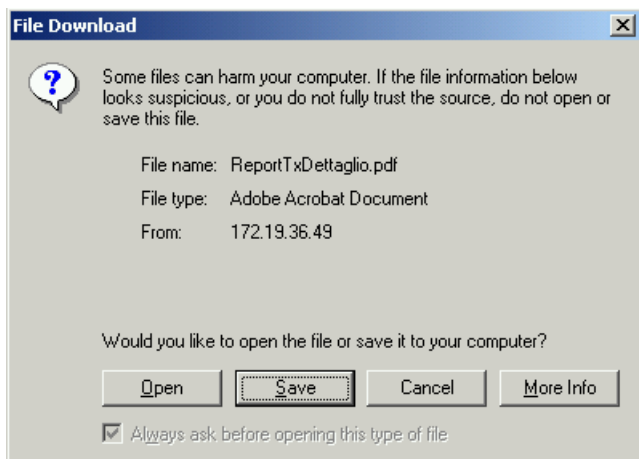 File Download
Some files can harm your computer. If the file information below
looks suspicious, or you do not fully trust the source, do not open or
save this file.
File name: ReportTxDettaglio.pdf
File type: Adobe Acrobat Document
From: 172.19.36.49
Would you like to open the file or save it to your computer?
Open Save Cancel More Info
Always ask before opening this type of file